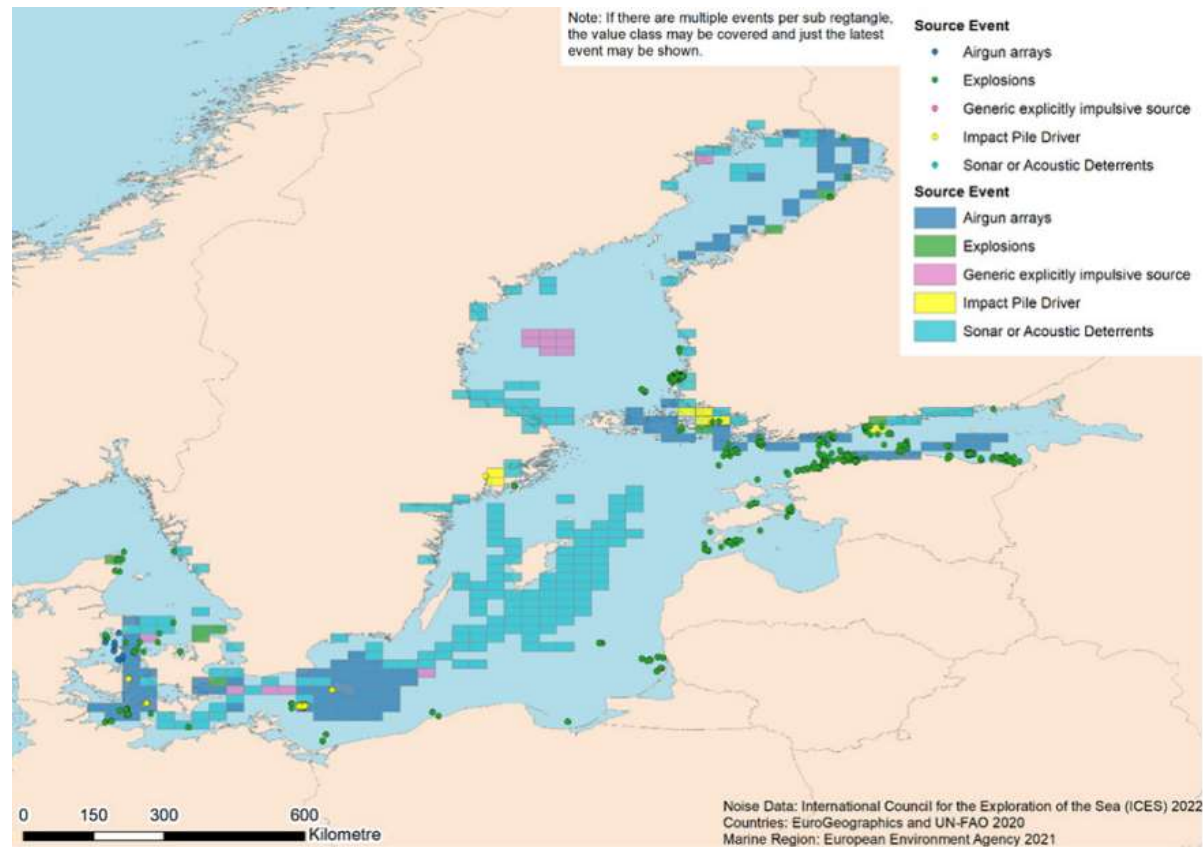 Note: If there are multiple events per sub regtangle,
the value class may be covered and just the latest
event may be shown.
Source Event
Airgun arrays
Explosions
Generic explicitly impulsive source
Impact Pile Driver
Sonar or Acoustic Deterrents
Source Event
Airgun arrays
Explosions
Generic explicitly impulsive source
Impact Pile Driver
Sonar or Acoustic Deterrents
0 150 300 600
Kilometre
Noise Data: International Council for the Exploration of the Sea (ICES) 2022
Countries: EuroGeographics and UN-FAO 2020
Marine Region: European Environment Agency 2021